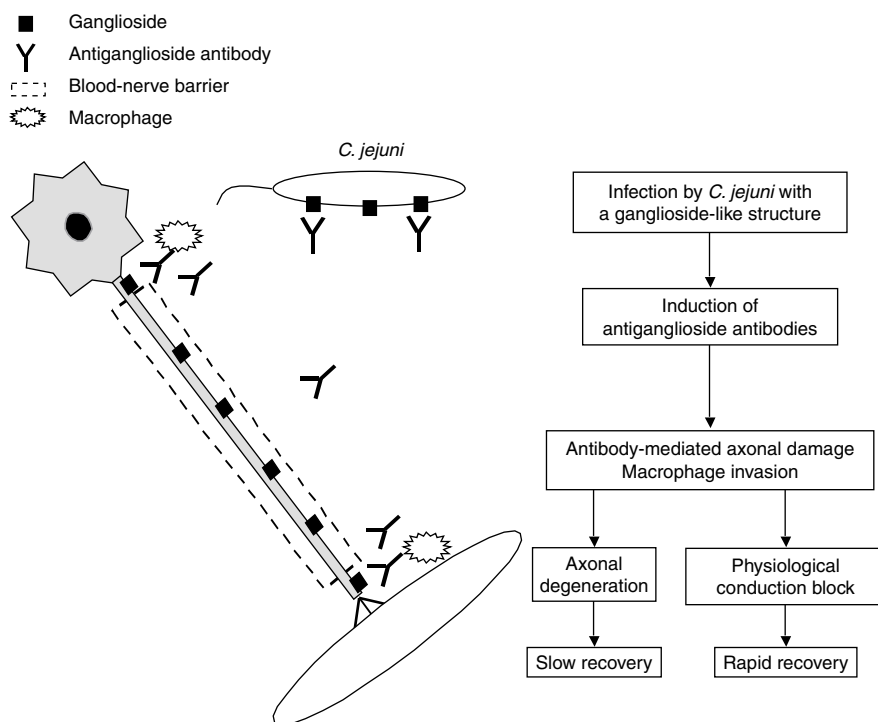 Ganglioside
Antiganglioside antibody
Blood-nerve barrier
Macrophage
C. jejuni
Infection by C. jejuni with
a ganglioside-like structure
Induction of
antiganglioside antibodies
Antibody-mediated axonal damage
Macrophage invasion
Axonal
degeneration
Physiological
conduction block
Slow recovery
Rapid recovery